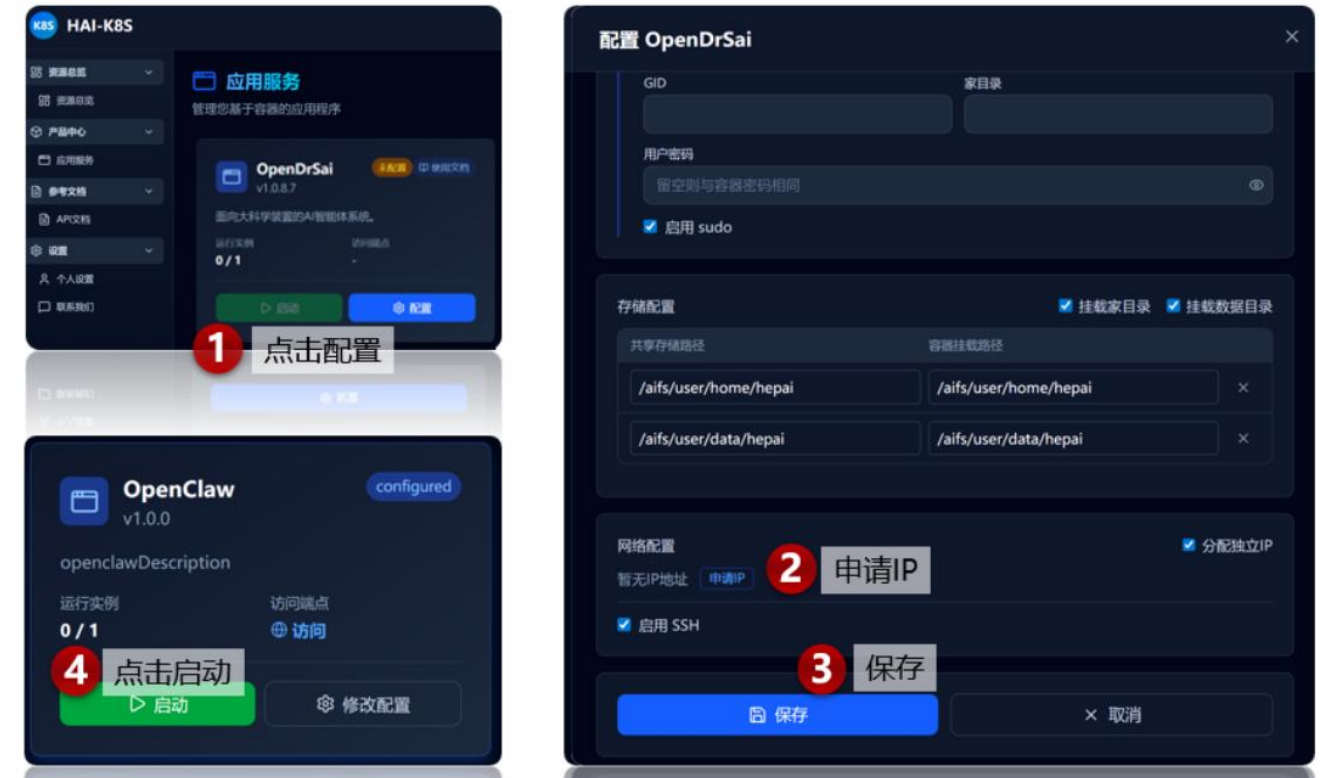 K8S HAI-K8S
资源总览
资源总览
产品中心
应用服务
参考文档
API文档
设置
个人设置
联系我们
应用服务
管理您基于容器的应用程序
OpenDrSai 未配置 使用文档
v1.0.8.7
面向大科学装置的AI智能体系统。
运行实例 访问端点
0 / 1 -
启动 配置
1 点击配置
OpenClaw configured
v1.0.0
openclawDescription
运行实例 访问端点
0 / 1 访问
4 点击启动
启动 修改配置
配置 OpenDrSai
GID 家目录
用户密码
留空则与容器密码相同
启用 sudo
存储配置 挂载家目录 挂载数据目录
共享存储路径 容器挂载路径
/aifs/user/home/hepai /aifs/user/home/hepai
/aifs/user/data/hepai /aifs/user/data/hepai
网络配置 分配独立IP
暂无IP地址 申请IP 2 申请IP
启用 SSH
3 保存
保存 取消